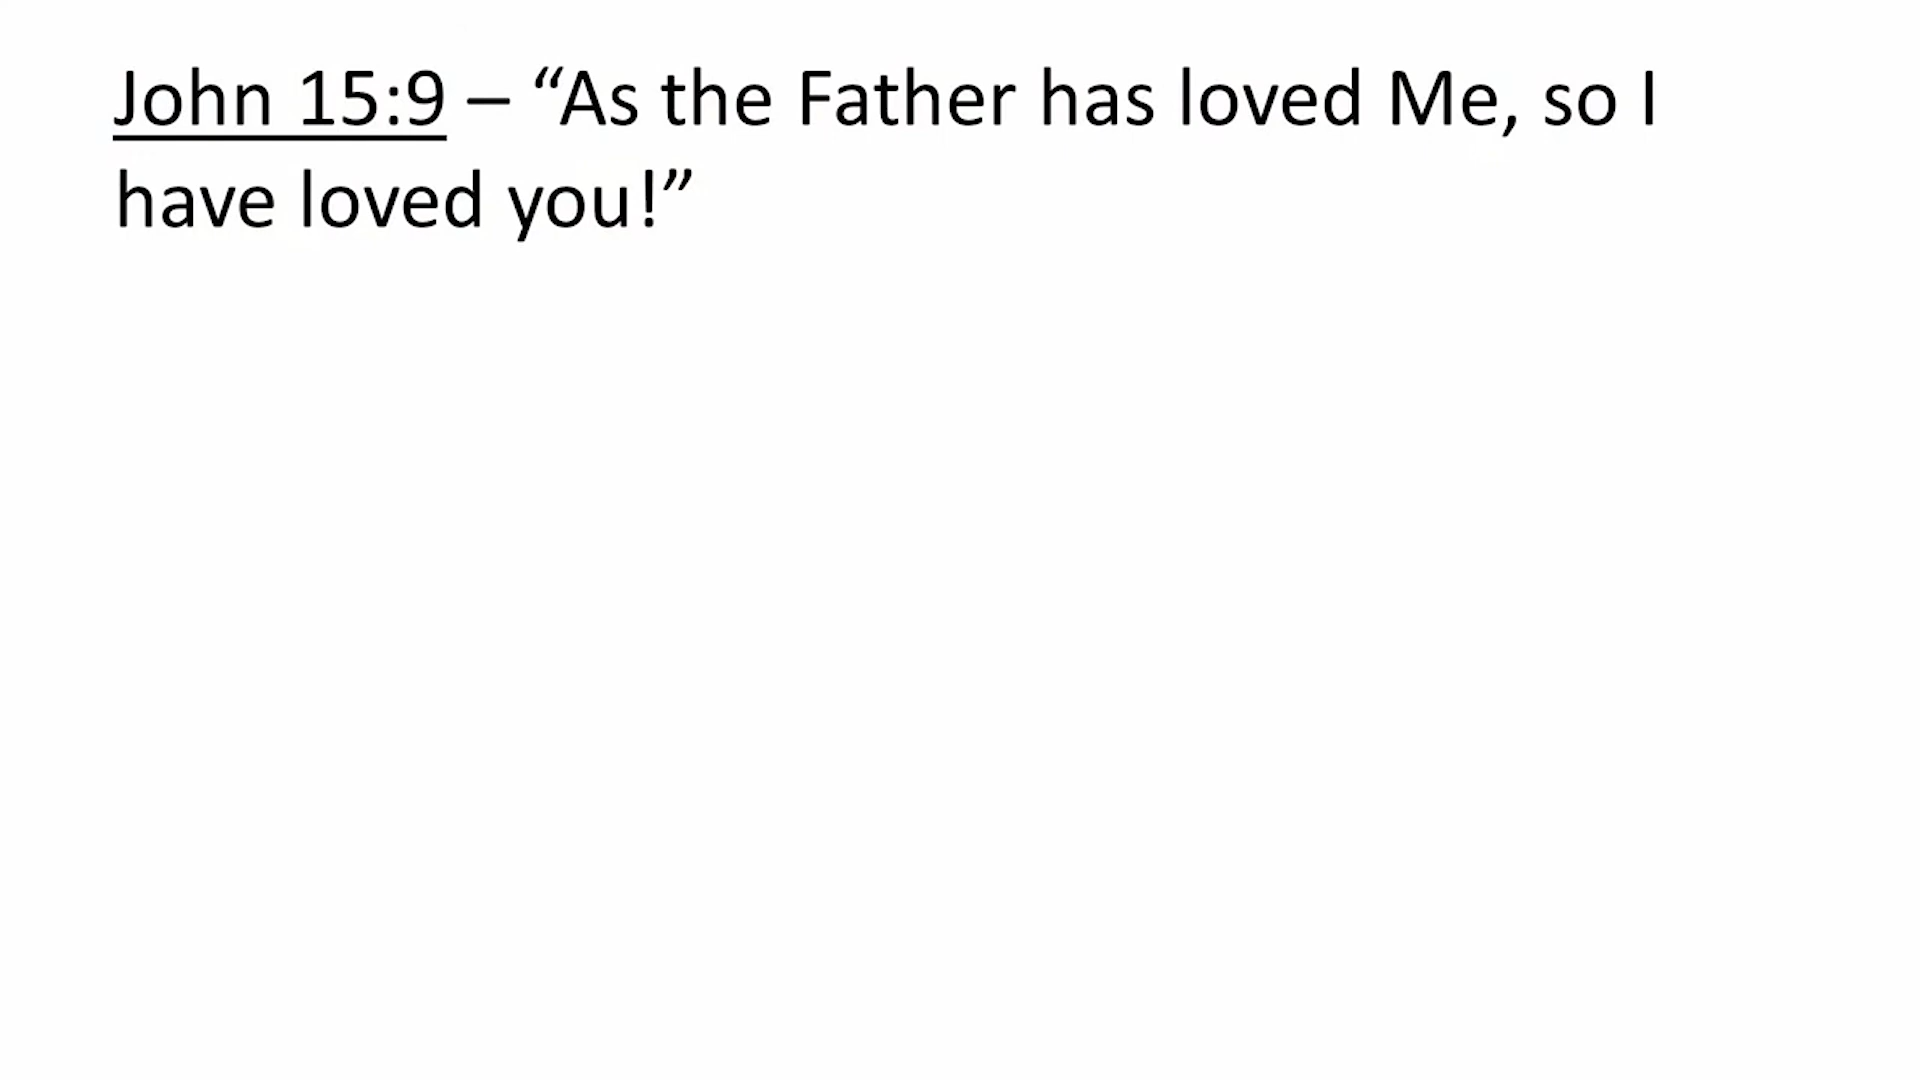 John 15:9 – “As the Father has loved Me, so I
have loved you!”